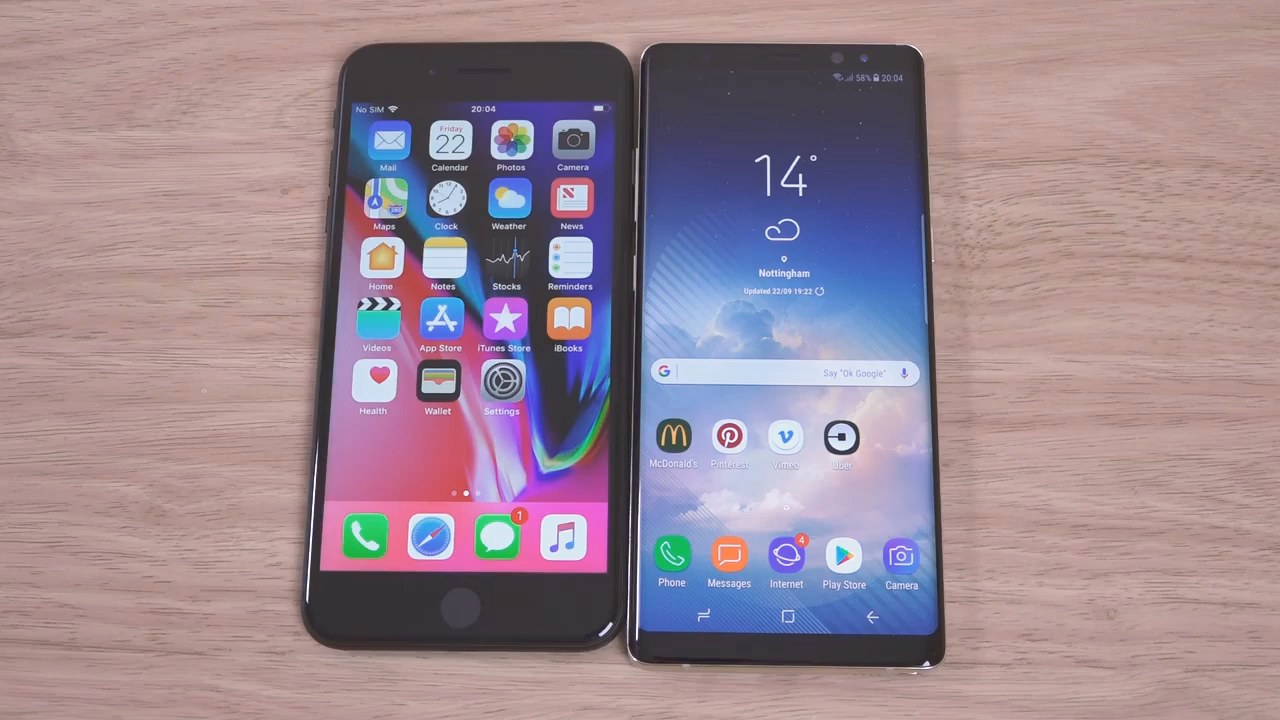 No SIM 20:04
Friday
22
Mail Calendar Photos Camera
280
Maps Clock Weather News
Home Notes Stocks Reminders
Videos App Store iTunes Store iBooks
Health Wallet Settings
1
58% 20:04
14°
Nottingham
Updated 22/09 19:22
G Say "Ok Google"
McDonald's Pinterest Vimeo Uber
4
Phone Messages Internet Play Store Camera